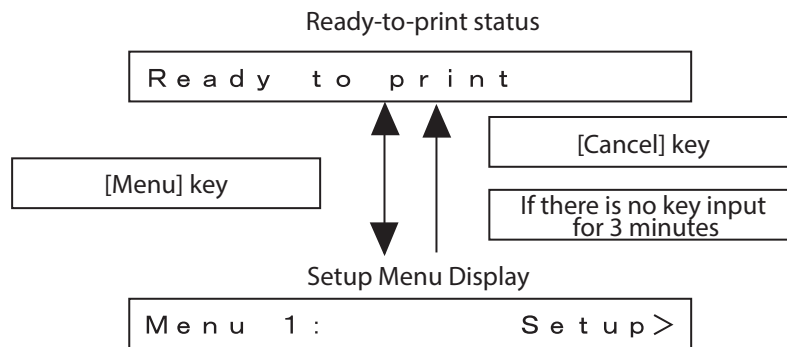 Ready-to-print status
Ready to print
[Cancel] key
[Menu] key
If there is no key input
for 3 minutes
Setup Menu Display
Menu 1: Setup>